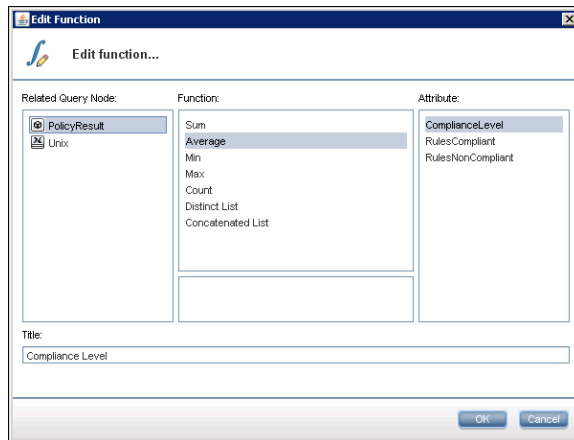 Edit Function
Edit function...
Related Query Node:
Function:
Attribute:
PolicyResult
Unix
Sum
Average
Min
Max
Count
Distinct List
Concatenated List
ComplianceLevel
RulesCompliant
RulesNonCompliant
Title:
Compliance Level
OK
Cancel